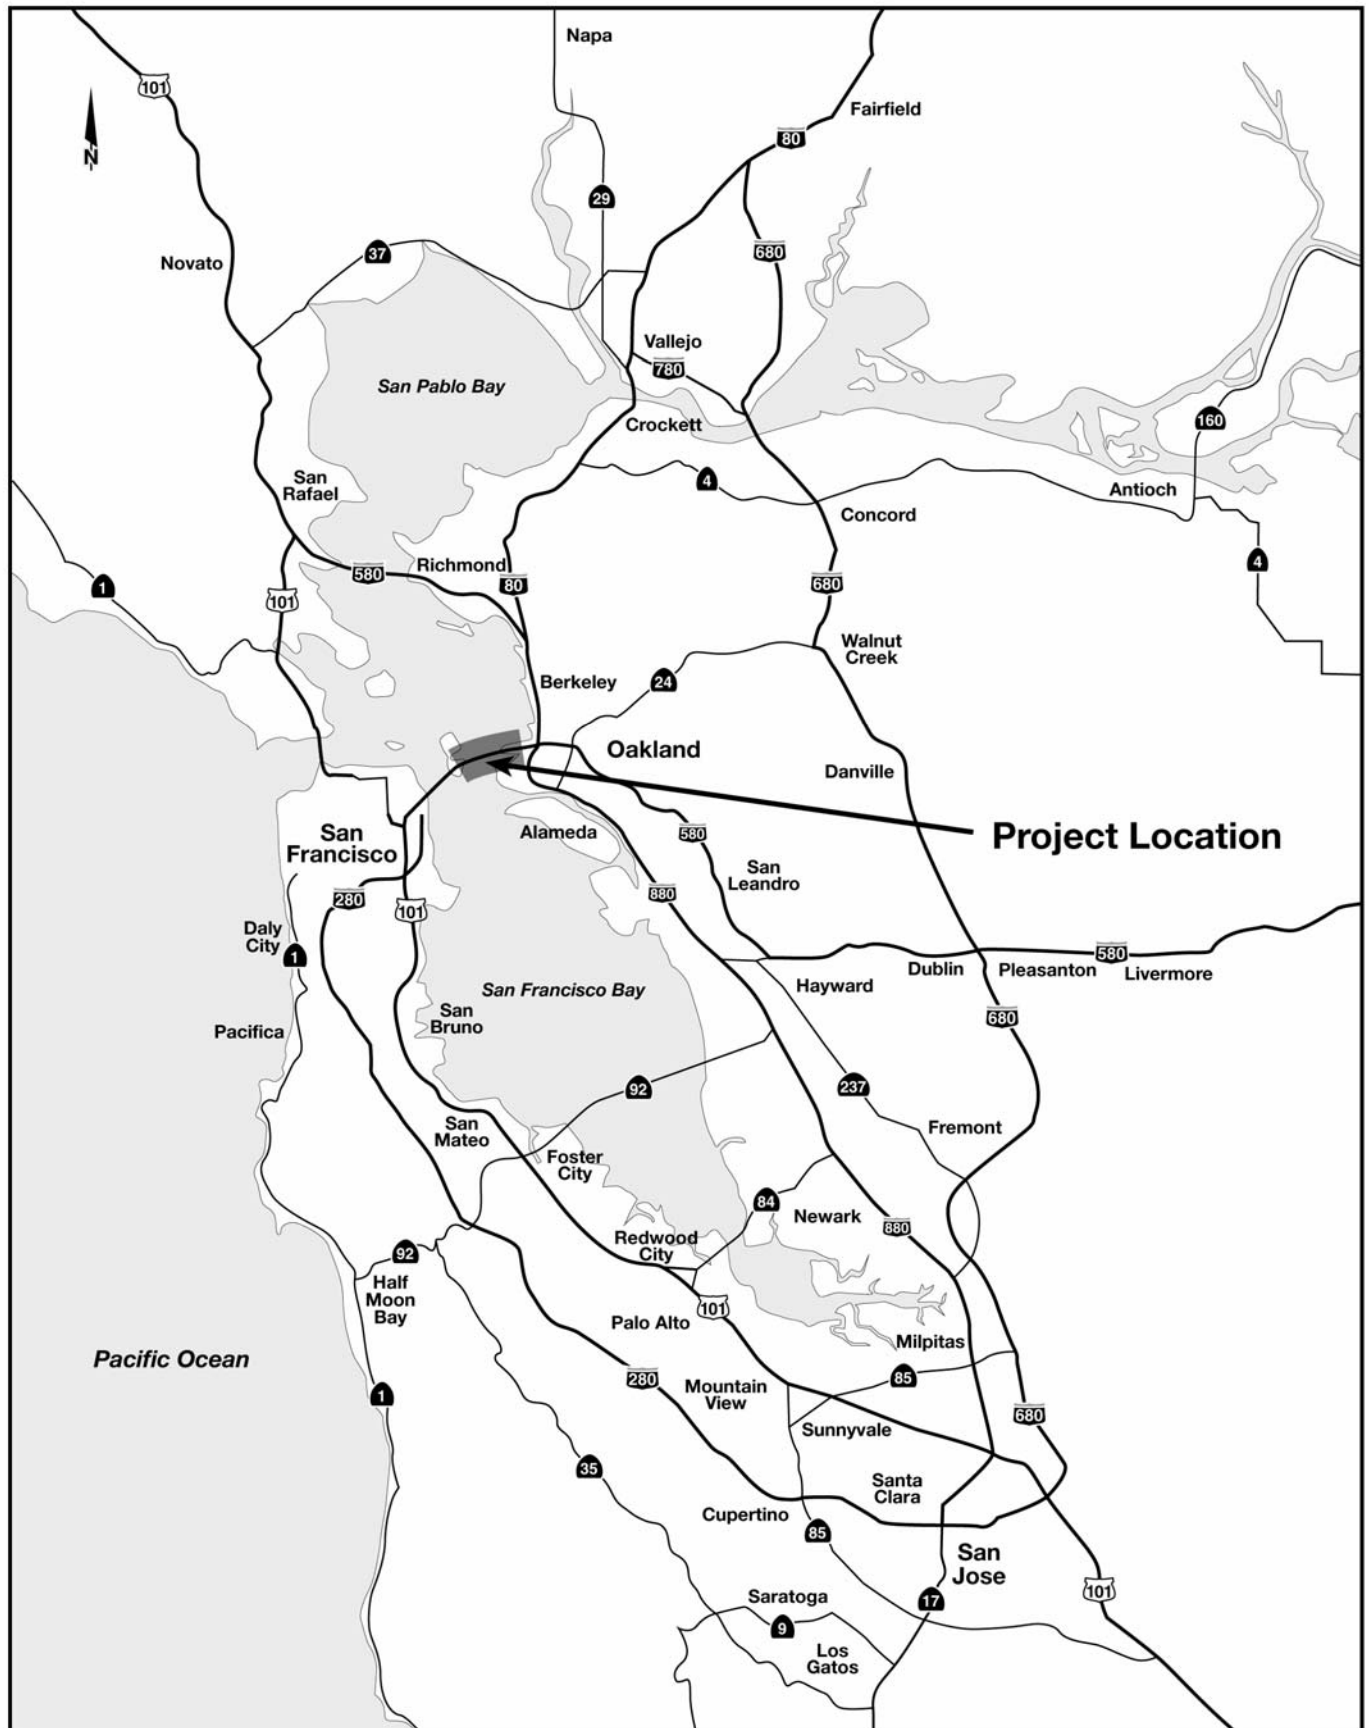 Napa
101
Fairfield
80
N
29
37
680
Novato
Vallejo
780
San Pablo Bay
160
Crockett
San
Rafael
4
Antioch
Concord
4
Richmond
580
80
680
1
101
Walnut
Creek
Berkeley
24
Oakland
Danville
Alameda
580
Project Location
San
Francisco
San
Leandro
280
880
101
Daly
City
1
580
Dublin
Pleasanton
Livermore
Hayward
San Francisco Bay
San
Bruno
680
Pacifica
92
237
San
Mateo
Fremont
Foster
City
84
Newark
880
Redwood
City
92
Half
Moon
Bay
101
Palo Alto
Milpitas
Pacific Ocean
280
85
Mountain
View
1
680
Sunnyvale
35
Santa
Clara
Cupertino
85
San
Jose
101
Saratoga
17
9
Los
Gatos